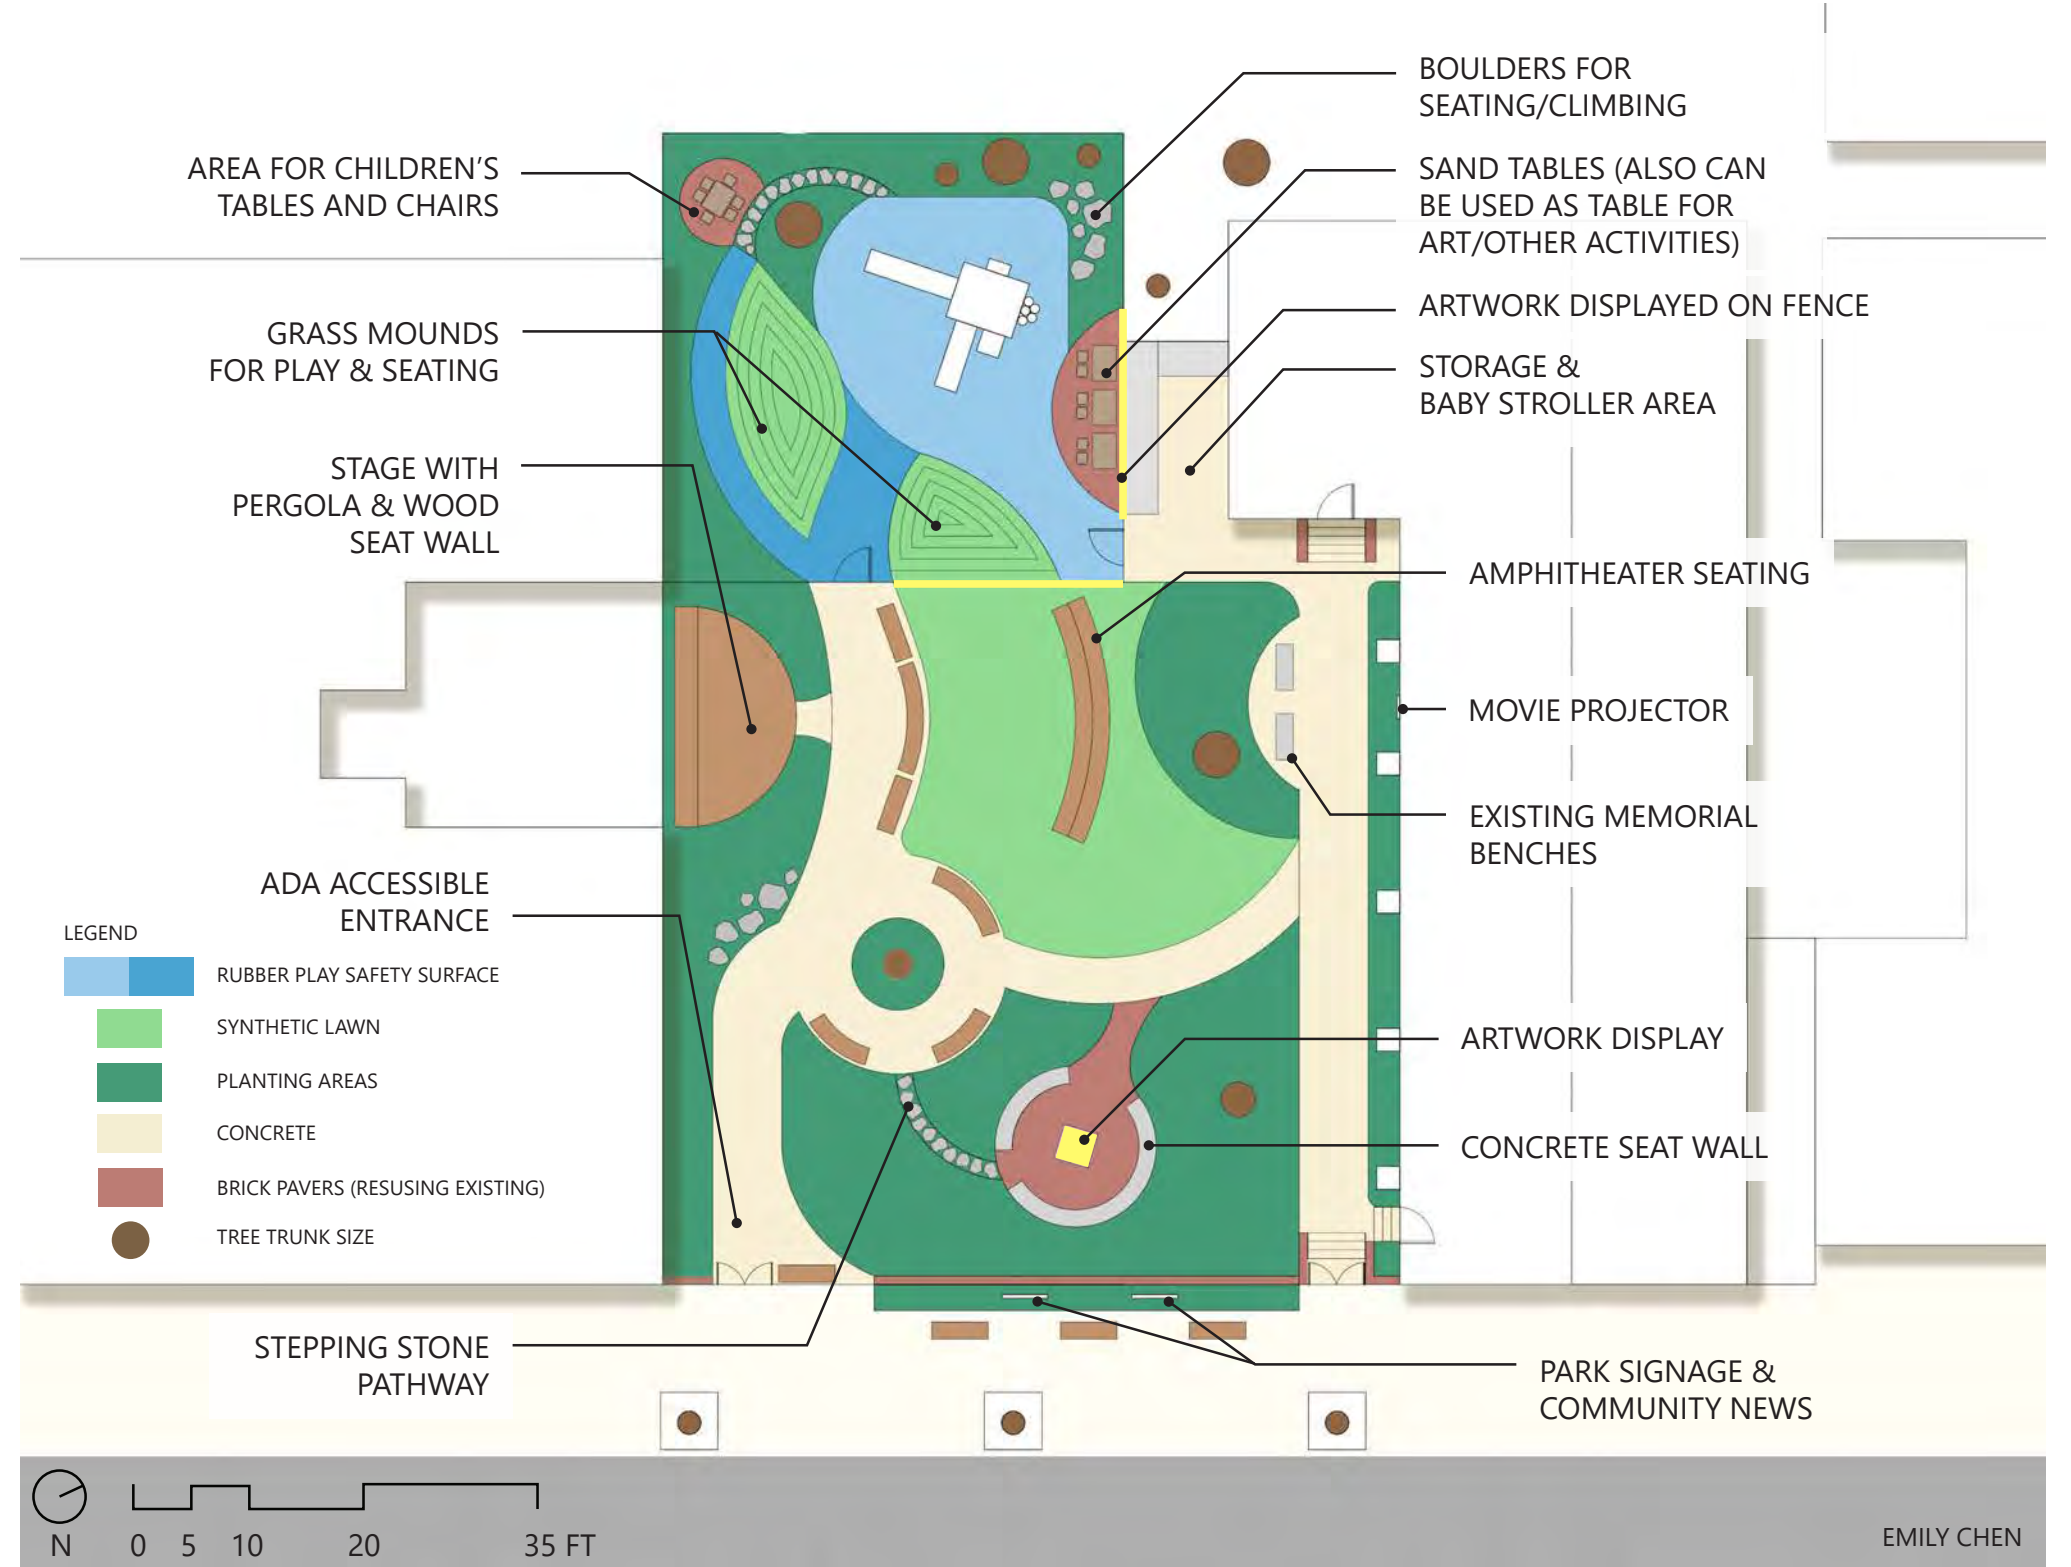 BOULDERS FOR
SEATING/CLIMBING
AREA FOR CHILDREN'S
TABLES AND CHAIRS
SAND TABLES (ALSO CAN
BE USED AS TABLE FOR
ART/OTHER ACTIVITIES)
ARTWORK DISPLAYED ON FENCE
GRASS MOUNDS
FOR PLAY & SEATING
STORAGE &
BABY STROLLER AREA
STAGE WITH
PERGOLA & WOOD
SEAT WALL
AMPHITHEATER SEATING
MOVIE PROJECTOR
EXISTING MEMORIAL
BENCHES
ADA ACCESSIBLE
ENTRANCE
LEGEND
RUBBER PLAY SAFETY SURFACE
SYNTHETIC LAWN
PLANTING AREAS
CONCRETE
BRICK PAVERS (RESUSING EXISTING)
TREE TRUNK SIZE
ARTWORK DISPLAY
CONCRETE SEAT WALL
STEPPING STONE
PATHWAY
PARK SIGNAGE &
COMMUNITY NEWS
N 0 5 10 20 35 FT
EMILY CHEN